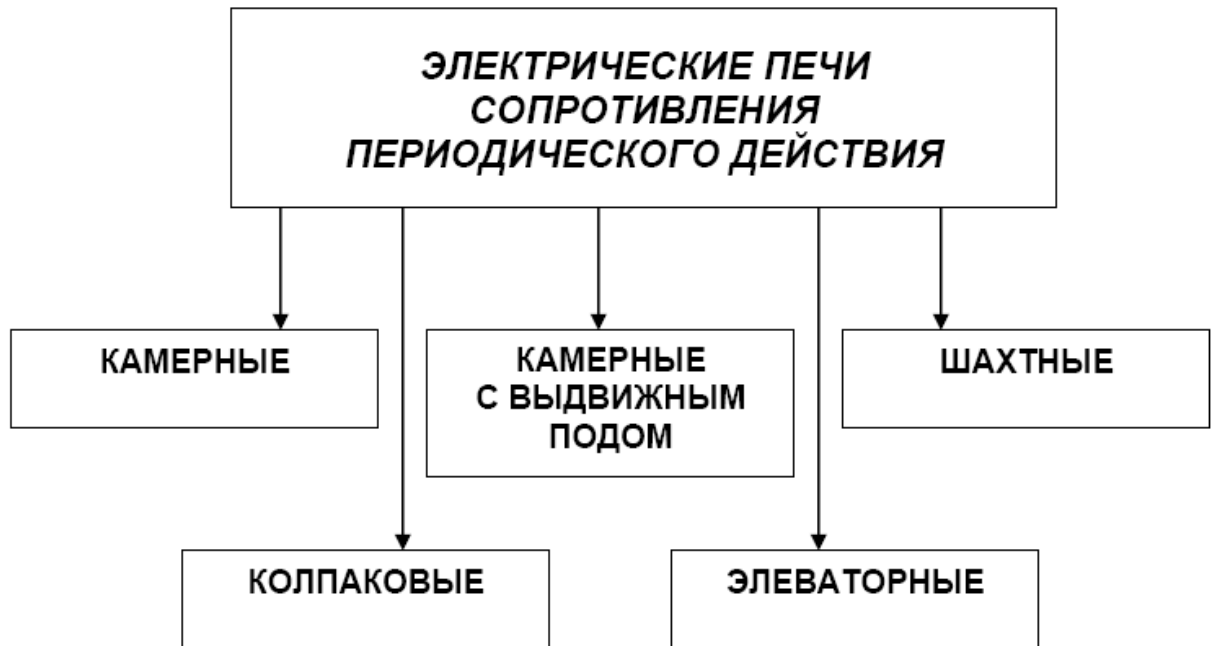 ЭЛЕКТРИЧЕСКИЕ ПЕЧИ
СОПРОТИВЛЕНИЯ
ПЕРИОДИЧЕСКОГО ДЕЙСТВИЯ
КАМЕРНЫЕ
КАМЕРНЫЕ
С ВЫДВИЖНЫМ
ПОДОМ
ШАХТНЫЕ
КОЛПАКОВЫЕ
ЭЛЕВАТОРНЫЕ